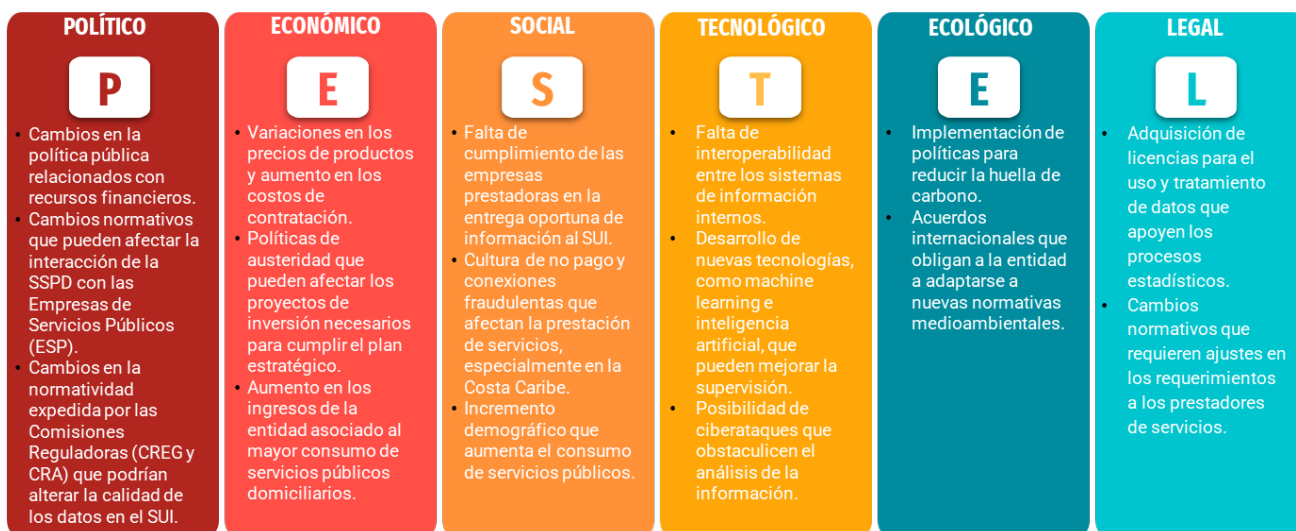 POLÍTICO
P
• Cambios en la
política pública
relacionados con
recursos financieros.
• Cambios normativos
que pueden afectar la
interacción de la
SSPD con las
Empresas de
Servicios Públicos
(ESP).
• Cambios en la
normatividad
expedida por las
Comisiones
Reguladoras (CREG y
CRA) que podrían
alterar la calidad de
los datos en el SUI.
ECONÓMICO
E
• Variaciones en los
precios de productos
y aumento en los
costos de
contratación.
• Políticas de
austeridad que
pueden afectar los
proyectos de
inversión necesarios
para cumplir el plan
estratégico.
• Aumento en los
ingresos de la
entidad asociado al
mayor consumo de
servicios públicos
domiciliarios.
SOCIAL
S
• Falta de
cumplimiento de las
empresas
prestadoras en la
entrega oportuna de
información al SUI.
• Cultura de no pago y
conexiones
fraudulentas que
afectan la prestación
de servicios,
especialmente en la
Costa Caribe.
• Incremento
demográfico que
aumenta el consumo
de servicios públicos.
TECNOLÓGICO
T
• Falta de
interoperabilidad
entre los sistemas
de información
internos.
• Desarrollo de
nuevas tecnologías,
como machine
learning e
inteligencia
artificial, que
pueden mejorar la
supervisión.
• Posibilidad de
ciberataques que
obstaculicen el
análisis de la
información.
ECOLÓGICO
E
• Implementación de
políticas para
reducir la huella de
carbono.
• Acuerdos
internacionales que
obligan a la entidad
a adaptarse a
nuevas normativas
medioambientales.
LEGAL
L
• Adquisición de
licencias para el
uso y tratamiento
de datos que
apoyen los
procesos
estadísticos.
• Cambios
normativos que
requieren ajustes en
los requerimientos
a los prestadores
de servicios.